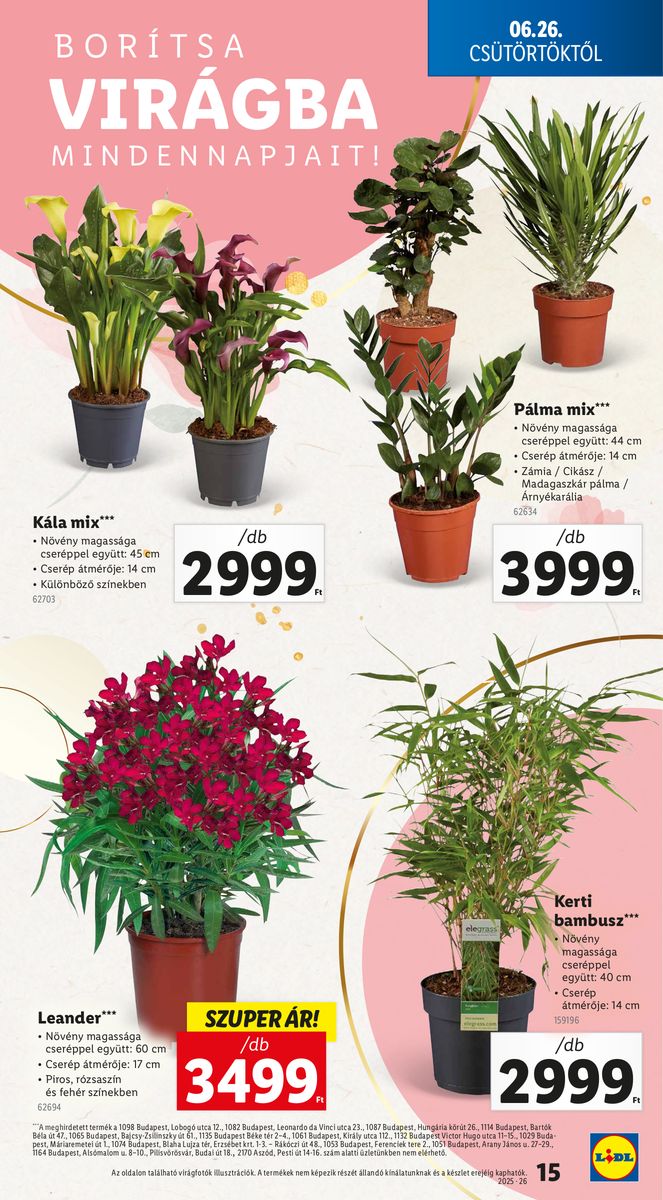 06.26.
CSÜTÖRTÖKTŐL
BORÍTSA
VIRÁGBA
MINDENNAPJAIT!
Kála mix***
• Növény magassága
cseréppel együtt: 45 cm
• Cserép átmérője: 14 cm
• Különböző színekben
62703
/db
2999 Ft
Pálma mix***
• Növény magassága
cseréppel együtt: 44 cm
• Cserép átmérője: 14 cm
• Zámia / Cikász /
Madagaszkár pálma /
Árnyékarália
62634
/db
3999 Ft
Leander***
• Növény magassága
cseréppel együtt: 60 cm
• Cserép átmérője: 17 cm
• Piros, rózsaszín
és fehér színekben
62694
SZUPER ÁR!
/db
3499 Ft
elegrass
elegrass.com
Kerti
bambusz***
• Növény
magassága
cseréppel
együtt: 40 cm
• Cserép
átmérője: 14 cm
159196
/db
2999 Ft
***A meghirdetett termék a 1098 Budapest, Lobogó utca 12., 1082 Budapest, Leonardo da Vinci utca 23., 1087 Budapest, Hungária körút 26., 1114 Budapest, Bartók
Béla út 47., 1065 Budapest, Bajcsy-Zsilinszky út 61., 1135 Budapest Béke tér 2–4., 1061 Budapest, Király utca 112., 1132 Budapest Victor Hugo utca 11–15., 1029 Buda-
pest, Máriaremetei út 1., 1074 Budapest, Blaha Lujza tér, Erzsébet krt. 1-3. – Rákóczi út 48., 1053 Budapest, Ferenciek tere 2., 1051 Budapest, Arany János u. 27–29.,
1164 Budapest, Alsómalom u. 8–10., Pilisvörösvár, Budai út 18., 2170 Aszód, Pesti út 14-16. szám alatti üzletünkben nem elérhető.
Az oldalon található virágfotók illusztrációk. A termékek nem képezik részét állandó kínálatunknak és a készlet erejéig kaphatók.
2025 - 26
15
LIDL